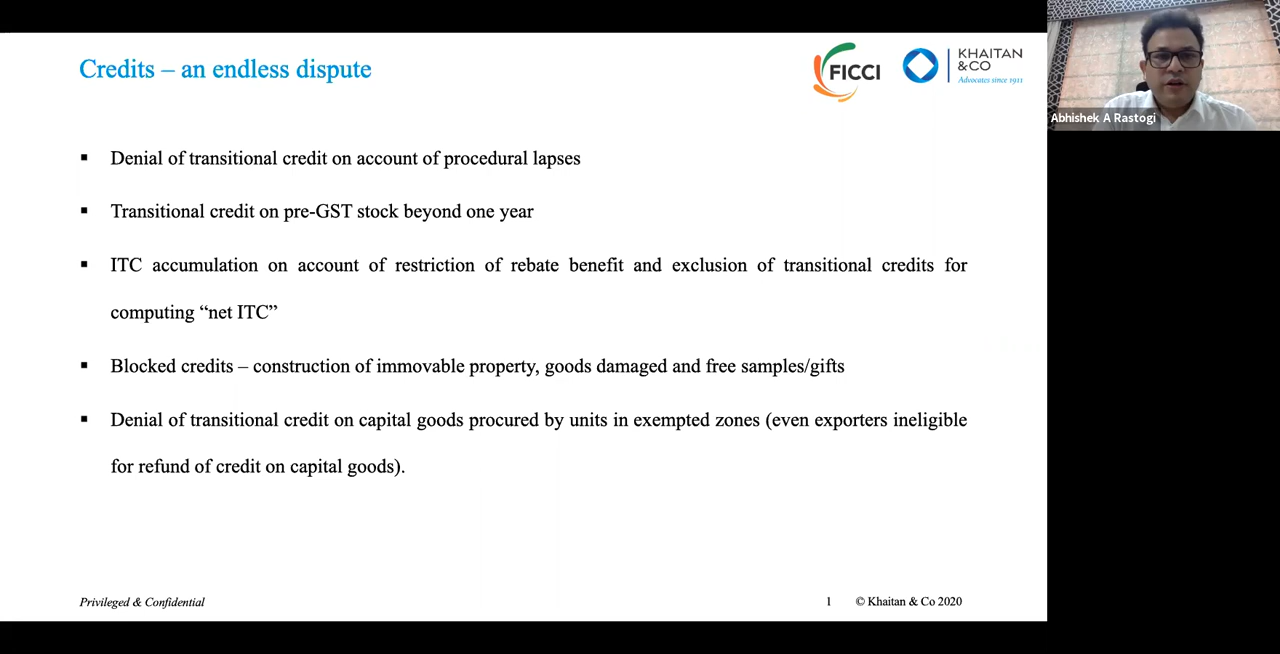 Credits – an endless dispute
FICCI
KHAITAN
&CO
Advocates since 1911
Abhishek A Rastogi
▪ Denial of transitional credit on account of procedural lapses
▪ Transitional credit on pre-GST stock beyond one year
▪ ITC accumulation on account of restriction of rebate benefit and exclusion of transitional credits for
computing “net ITC”
▪ Blocked credits – construction of immovable property, goods damaged and free samples/gifts
▪ Denial of transitional credit on capital goods procured by units in exempted zones (even exporters ineligible
for refund of credit on capital goods).
Privileged & Confidential
1 © Khaitan & Co 2020